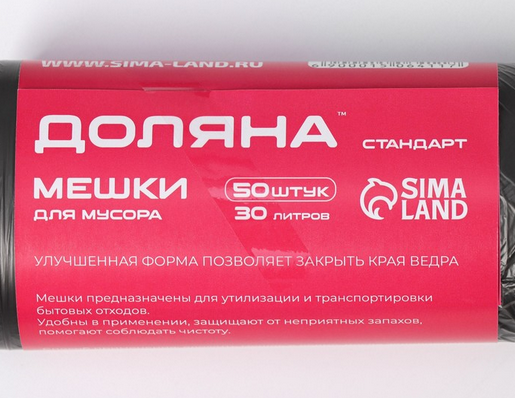 WWW.SIMA-LAND.RU
ДОЛЯНА™
СТАНДАРТ
МЕШКИ
ДЛЯ МУСОРА
50 ШТУК
30 ЛИТРОВ
SIMA
LAND
УЛУЧШЕННАЯ ФОРМА ПОЗВОЛЯЕТ ЗАКРЫТЬ КРАЯ ВЕДРА
Мешки предназначены для утилизации и транспортировки
бытовых отходов.
Удобны в применении, защищают от неприятных запахов,
помогают соблюдать чистоту.